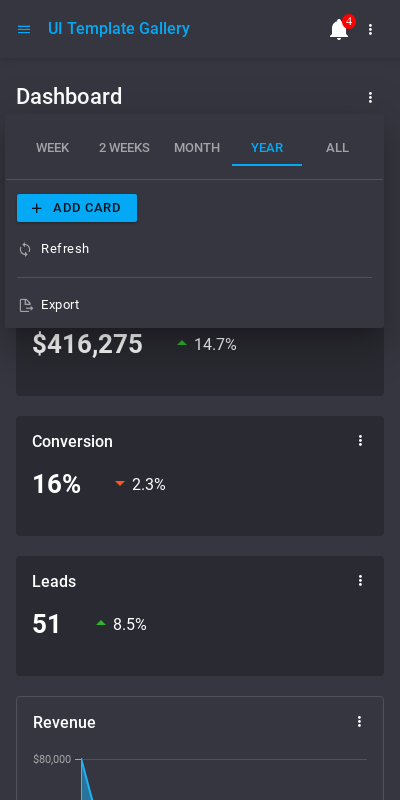 UI Template Gallery
4
Dashboard
WEEK 2 WEEKS MONTH YEAR ALL
+ ADD CARD
Refresh
Export
$416,275 14.7%
Conversion
16% 2.3%
Leads
51 8.5%
Revenue
$80,000